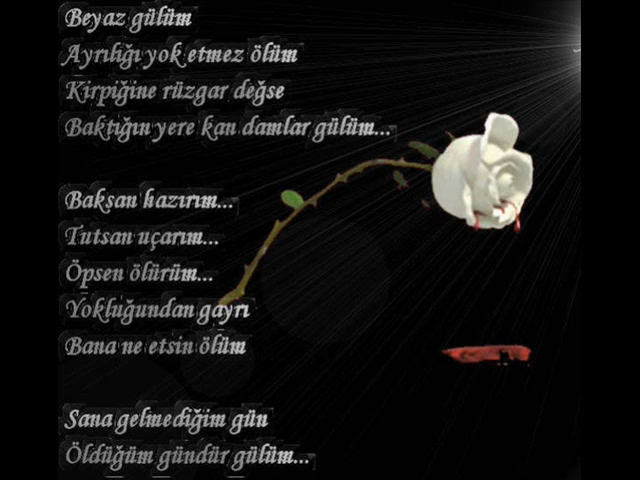 Beyaz gülüm
Ayrılığı yok etmez ölüm
Kirpiğine rüzgar değse
Baktığın yere kan damlar gülüm...
Baksan hazırım...
Tutsan uçarım...
Öpsen ölürüm...
Yokluğundan gayrı
Bana ne etsin ölüm
Sana gelmediğim gün
Öldüğüm gündür gülüm...